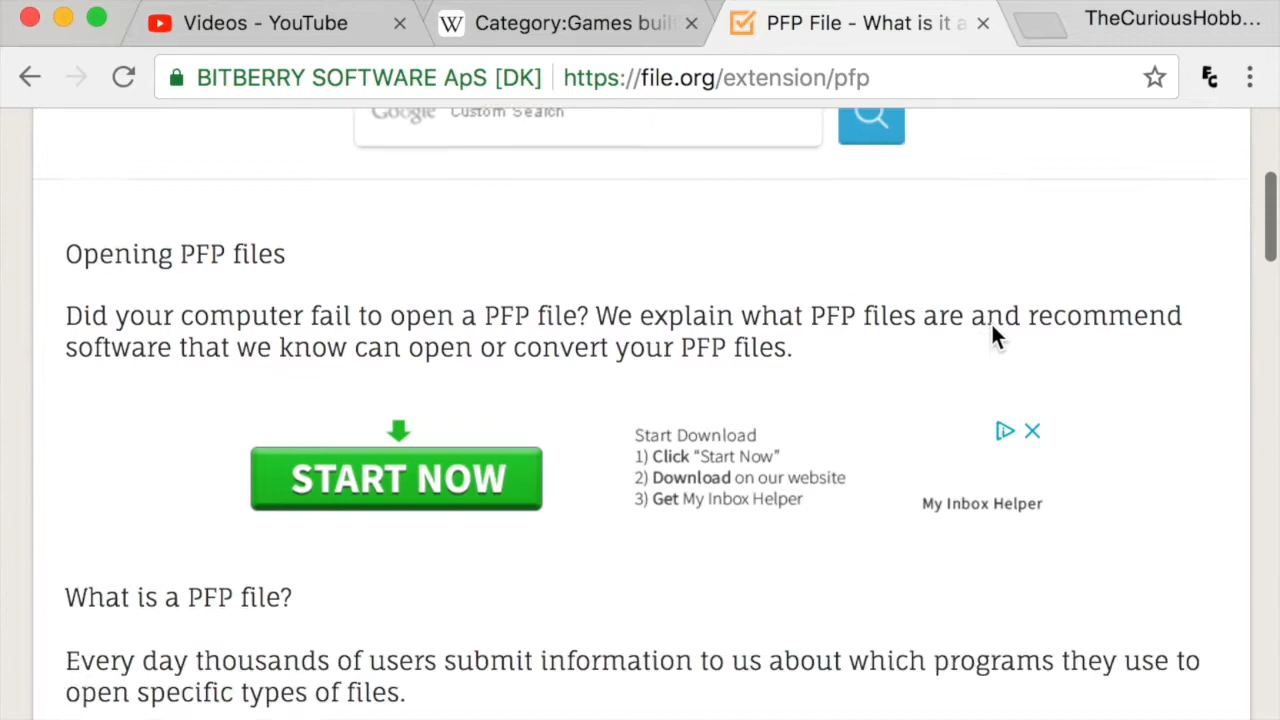 Videos - YouTube
W Category:Games buil
PFP File - What is it a
TheCuriousHobb...
BITBERRY SOFTWARE ApS [DK] https://file.org/extension/pfp
Google Custom Search
Opening PFP files
Did your computer fail to open a PFP file? We explain what PFP files are and recommend
software that we know can open or convert your PFP files.
START NOW
Start Download
1) Click “Start Now”
2) Download on our website
3) Get My Inbox Helper
My Inbox Helper
What is a PFP file?
Every day thousands of users submit information to us about which programs they use to
open specific types of files.